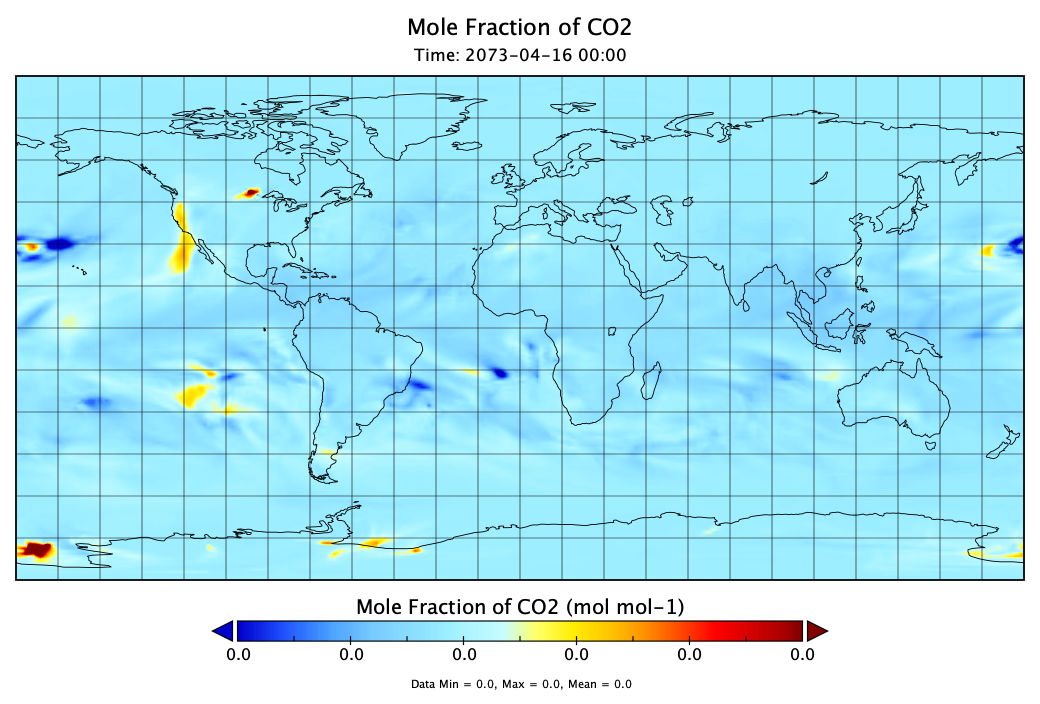 Mole Fraction of CO2
Time: 2073-04-16 00:00
Mole Fraction of CO2 (mol mol-1)
0.0 0.0 0.0 0.0 0.0 0.0
Data Min = 0.0, Max = 0.0, Mean = 0.0